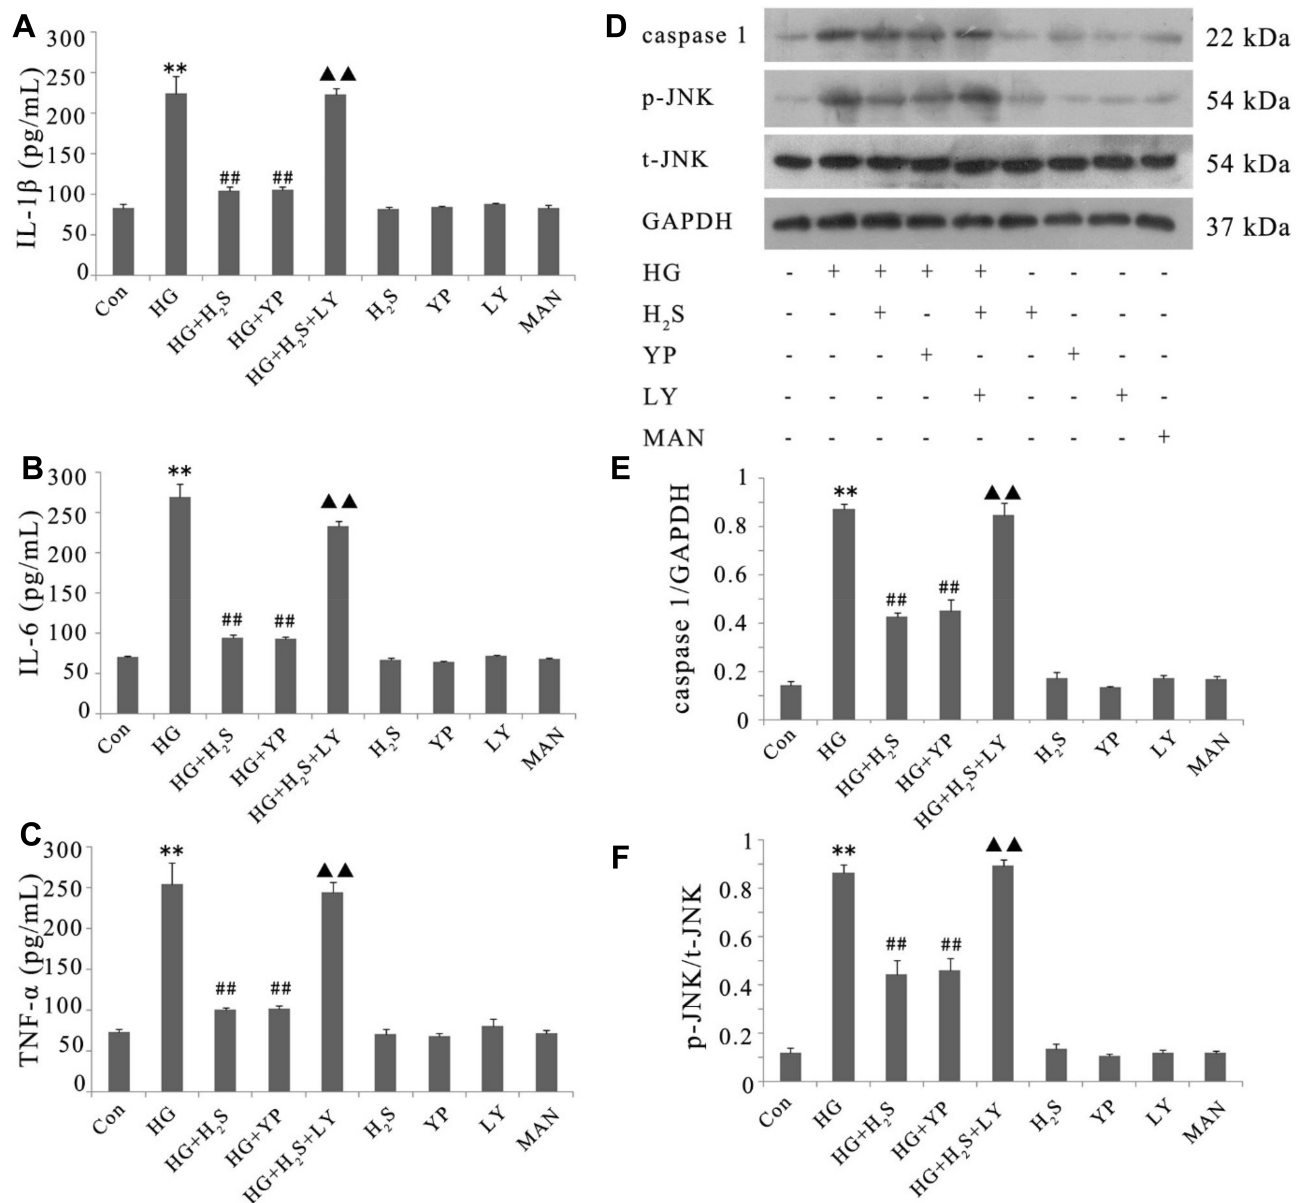 A
IL-1β (pg/mL)
300
250
200
150
100
50
0
**
##
##
▲▲
Con
HG
HG+H₂S
HG+YP
HG+H₂S+LY
H₂S
YP
LY
MAN
B
IL-6 (pg/mL)
300
250
200
150
100
50
0
**
##
##
▲▲
Con
HG
HG+H₂S
HG+YP
HG+H₂S+LY
H₂S
YP
LY
MAN
C
TNF-α (pg/mL)
300
250
200
150
100
50
0
**
##
##
▲▲
Con
HG
HG+H₂S
HG+YP
HG+H₂S+LY
H₂S
YP
LY
MAN
D
caspase 1 22 kDa
p-JNK 54 kDa
t-JNK 54 kDa
GAPDH 37 kDa
HG - + + + + - - - -
H₂S - - + - + + - - -
YP - - - + - - + - -
LY - - - - + - - + -
MAN - - - - - - - - +
E
caspase 1/GAPDH
1
0.8
0.6
0.4
0.2
0
**
##
##
▲▲
Con
HG
HG+H₂S
HG+YP
HG+H₂S+LY
H₂S
YP
LY
MAN
F
p-JNK/t-JNK
1
0.8
0.6
0.4
0.2
0
**
##
##
▲▲
Con
HG
HG+H₂S
HG+YP
HG+H₂S+LY
H₂S
YP
LY
MAN